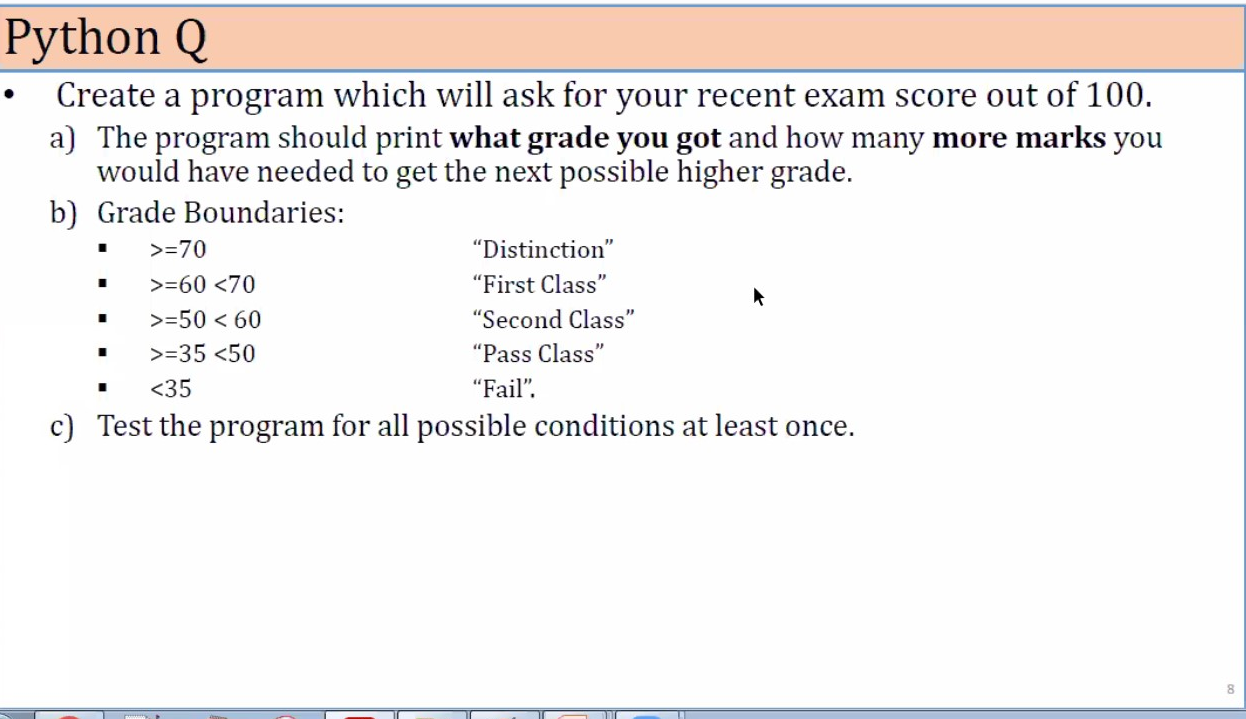 Python Q
• Create a program which will ask for your recent exam score out of 100.
a) The program should print what grade you got and how many more marks you
would have needed to get the next possible higher grade.
b) Grade Boundaries:
▪ >=70 “Distinction”
▪ >=60 <70 “First Class”
▪ >=50 < 60 “Second Class”
▪ >=35 <50 “Pass Class”
▪ <35 “Fail”.
c) Test the program for all possible conditions at least once.
8